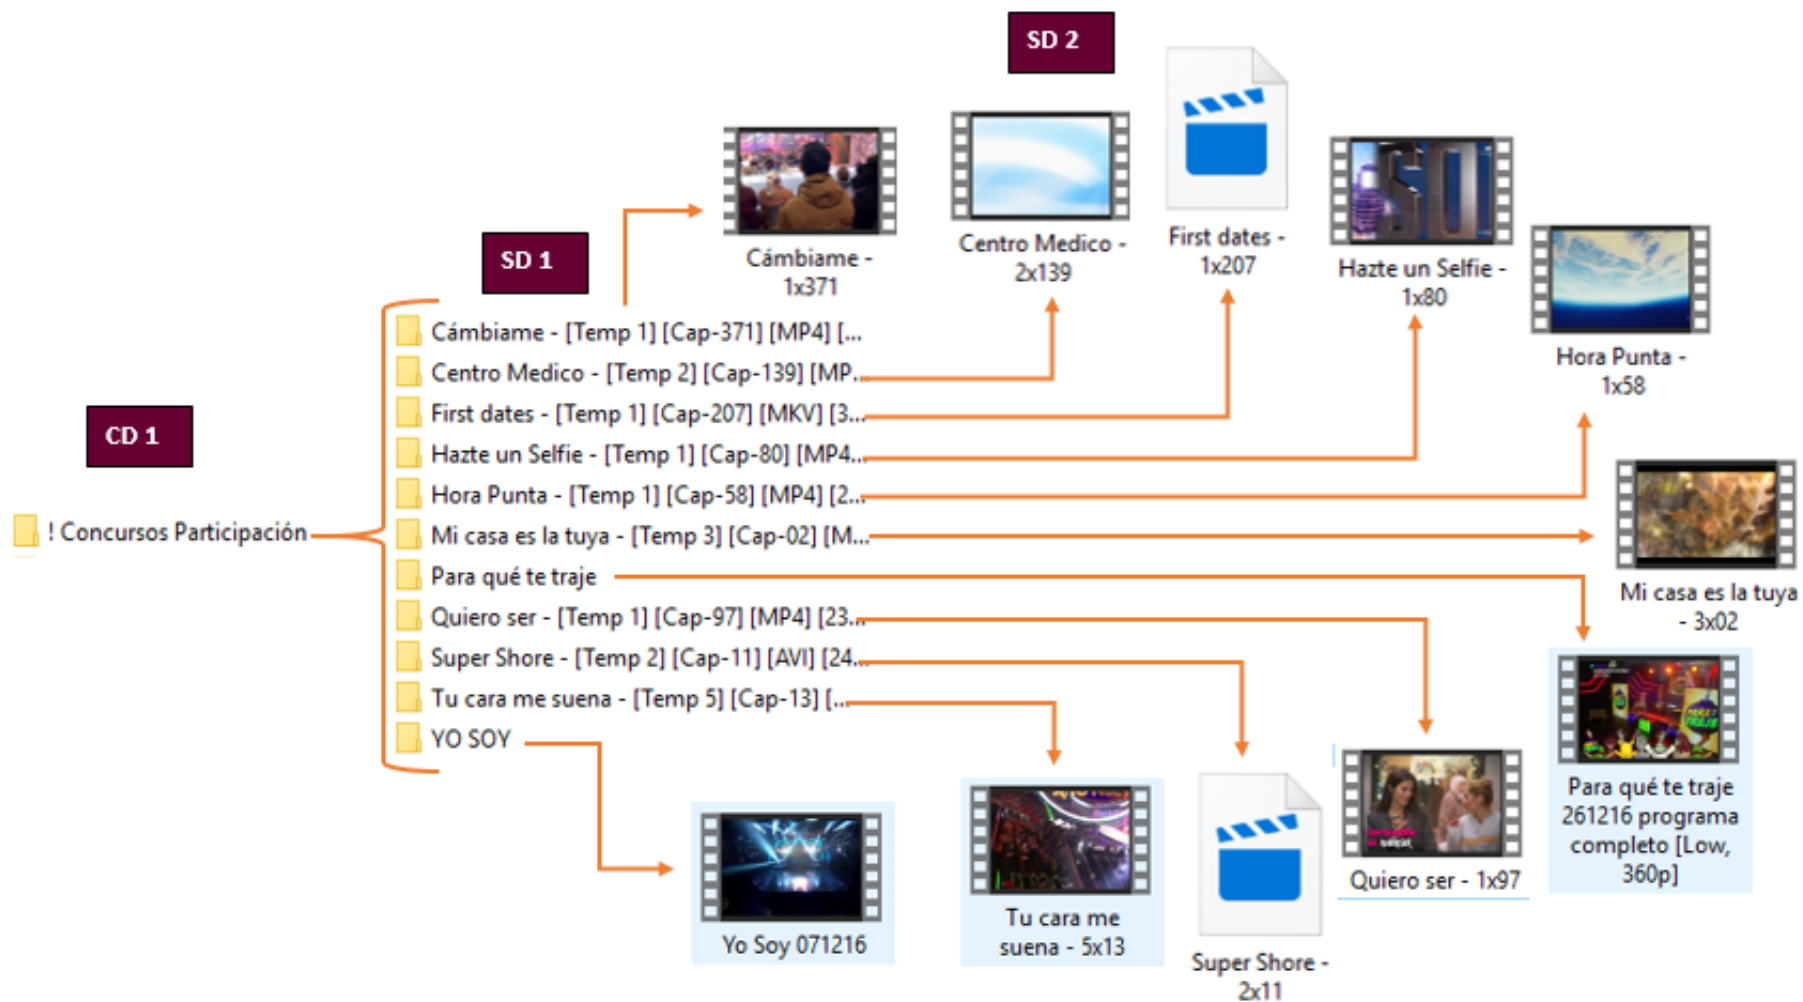 SD 2
SD 1
CD 1
Cámbiame -
1x371
Centro Medico -
2x139
First dates -
1x207
Hazte un Selfie -
1x80
Hora Punta -
1x58
Mi casa es la tuya
- 3x02
! Concursos Participación
Cámbiame - [Temp 1] [Cap-371] [MP4] [...
Centro Medico - [Temp 2] [Cap-139] [MP...
First dates - [Temp 1] [Cap-207] [MKV] [3...
Hazte un Selfie - [Temp 1] [Cap-80] [MP4...
Hora Punta - [Temp 1] [Cap-58] [MP4] [2...
Mi casa es la tuya - [Temp 3] [Cap-02] [M...
Para qué te traje
Quiero ser - [Temp 1] [Cap-97] [MP4] [23...
Super Shore - [Temp 2] [Cap-11] [AVI] [24...
Tu cara me suena - [Temp 5] [Cap-13] [...
YO SOY
Para qué te traje
261216 programa
completo [Low,
360p]
Quiero ser - 1x97
Super Shore -
2x11
Tu cara me
suena - 5x13
Yo Soy 071216